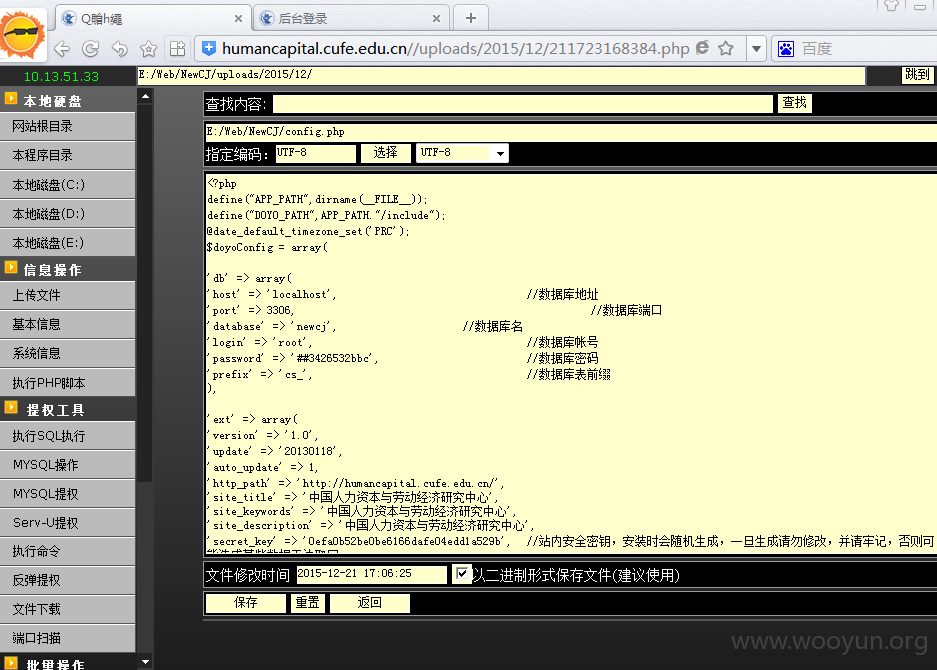 Q瞈h繩
后台登录
humancapital.cufe.edu.cn//uploads/2015/12/211723168384.php
百度
10.13.51.33
E:/Web/NewCJ/uploads/2015/12/
跳到
本地硬盘
网站根目录
本程序目录
本地磁盘(C:)
本地磁盘(D:)
本地磁盘(E:)
信息操作
上传文件
基本信息
系统信息
执行PHP脚本
提权工具
执行SQL执行
MYSQL操作
MYSQL提权
Serv-U提权
执行命令
反弹提权
文件下载
端口扫描
批量操作
查找内容:
查找
E:/Web/NewCJ/config.php
指定编码:
UTF-8
选择
UTF-8
<?php
define("APP_PATH",dirname(__FILE__));
define("DOYO_PATH",APP_PATH."/include");
@date_default_timezone_set('PRC');
$doyoConfig = array(
'db' => array(
'host' => 'localhost', //数据库地址
'port' => 3306, //数据库端口
'database' => 'newcj', //数据库名
'login' => 'root', //数据库帐号
'password' => '##3426532bbc', //数据库密码
'prefix' => 'cs_', //数据库表前缀
),
'ext' => array(
'version' => '1.0',
'update' => '20130118',
'auto_update' => 1,
'http_path' => 'http://humancapital.cufe.edu.cn/',
'site_title' => '中国人力资本与劳动经济研究中心',
'site_keywords' => '中国人力资本与劳动经济研究中心',
'site_description' => '中国人力资本与劳动经济研究中心',
'secret_key' => '0efa0b52be0be6166dafe04edd1a529b', //站内安全密钥，安装时会随机生成，一旦生成请勿修改，并请牢记，否则可
文件修改时间
2015-12-21 17:06:25
以二进制形式保存文件(建议使用)
保存
重置
返回
www.wooyun.org